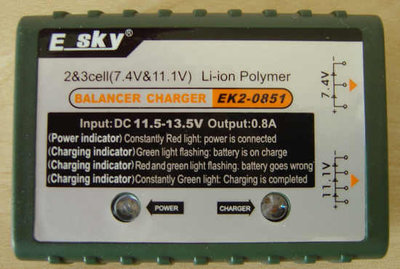 E_sky®
2&3cell(7.4V&11.1V) Li-ion Polymer
BALANCER CHARGER EK2-0851
Input:DC 11.5-13.5V Output:0.8A
(Power indicator) Constantly Red light: power is connected
(Charging indicator) Green light flashing: battery is on charge
(Charging indicator) Red and green light flashing. battery goes wrong
(Charging indicator) Constantly Green light: Charging is completed
POWER CHARGER
7.4V
11.1V